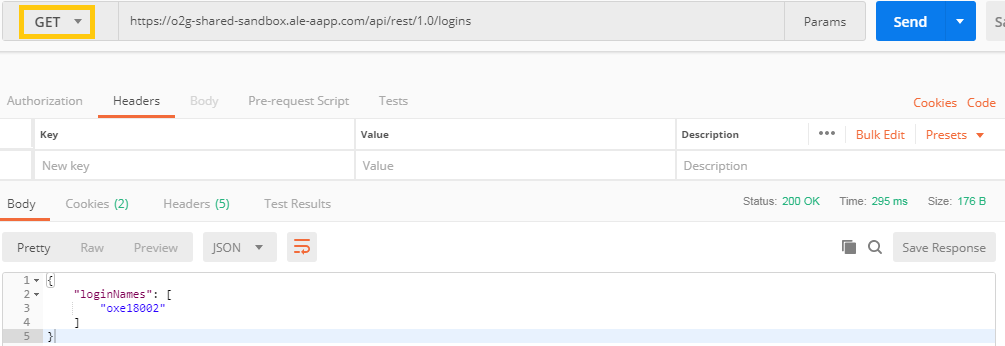 GET https://o2g-shared-sandbox.ale-aapp.com/api/rest/1.0/logins Params Send Sa
Authorization Headers Body Pre-request Script Tests Cookies Code
Key Value Description ••• Bulk Edit Presets
New key Value Description
Body Cookies (2) Headers (5) Test Results Status: 200 OK Time: 295 ms Size: 176 B
Pretty Raw Preview JSON Save Response
1 {
2 "loginNames": [
3 "oxe18002"
4 ]
5 }